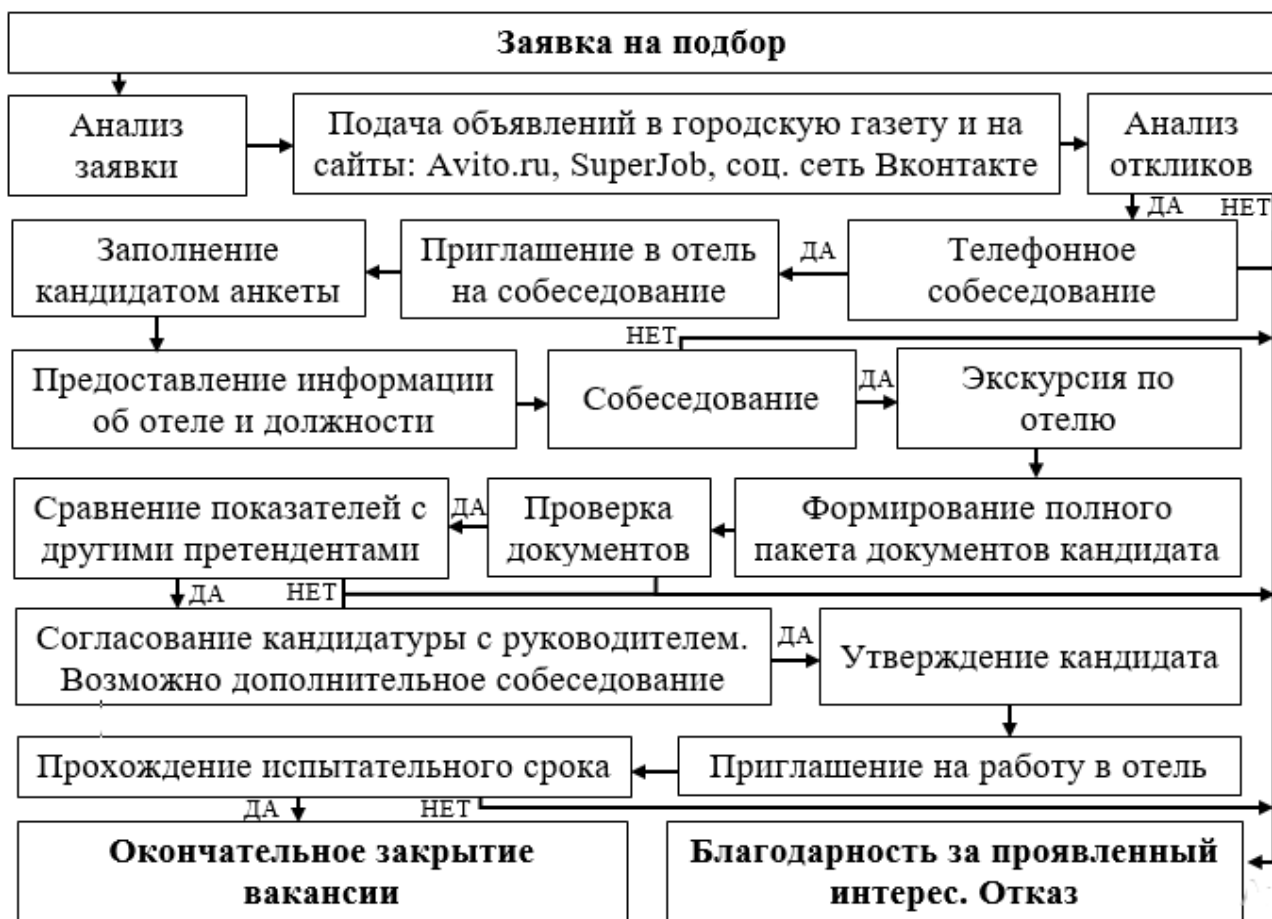 Заявка на подбор
Анализ
заявки
Подача объявлений в городскую газету и на
сайты: Avito.ru, SuperJob, соц. сеть Вконтакте
Анализ
откликов
ДА
НЕТ
Заполнение
кандидатом анкеты
Приглашение в отель
на собеседование
ДА
Телефонное
собеседование
НЕТ
Предоставление информации
об отеле и должности
Собеседование
ДА
Экскурсия по
отелю
Сравнение показателей с
другими претендентами
ДА
Проверка
документов
Формирование полного
пакета документов кандидата
ДА
НЕТ
Согласование кандидатуры с руководителем.
Возможно дополнительное собеседование
ДА
Утверждение кандидата
Прохождение испытательного срока
Приглашение на работу в отель
ДА
НЕТ
Окончательное закрытие
вакансии
Благодарность за проявленный
интерес. Отказ